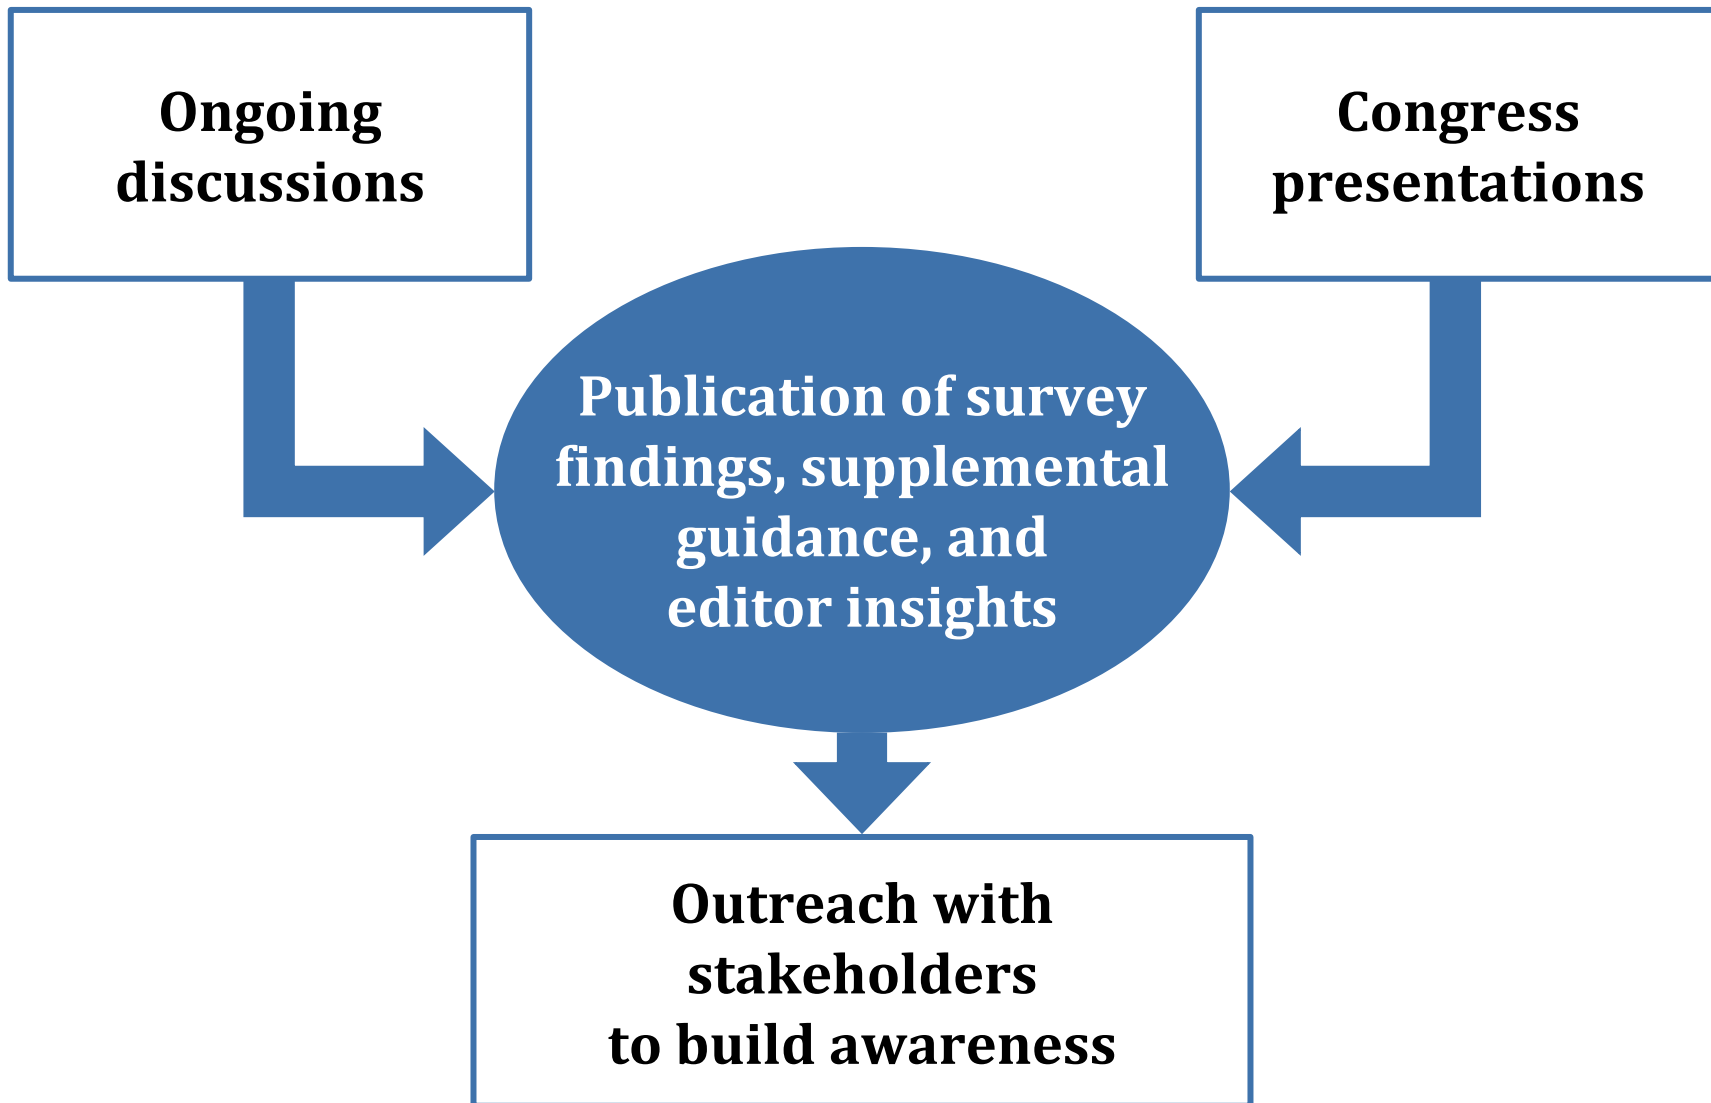 Ongoing
discussions
Congress
presentations
Publication of survey
findings, supplemental
guidance, and
editor insights
Outreach with
stakeholders
to build awareness